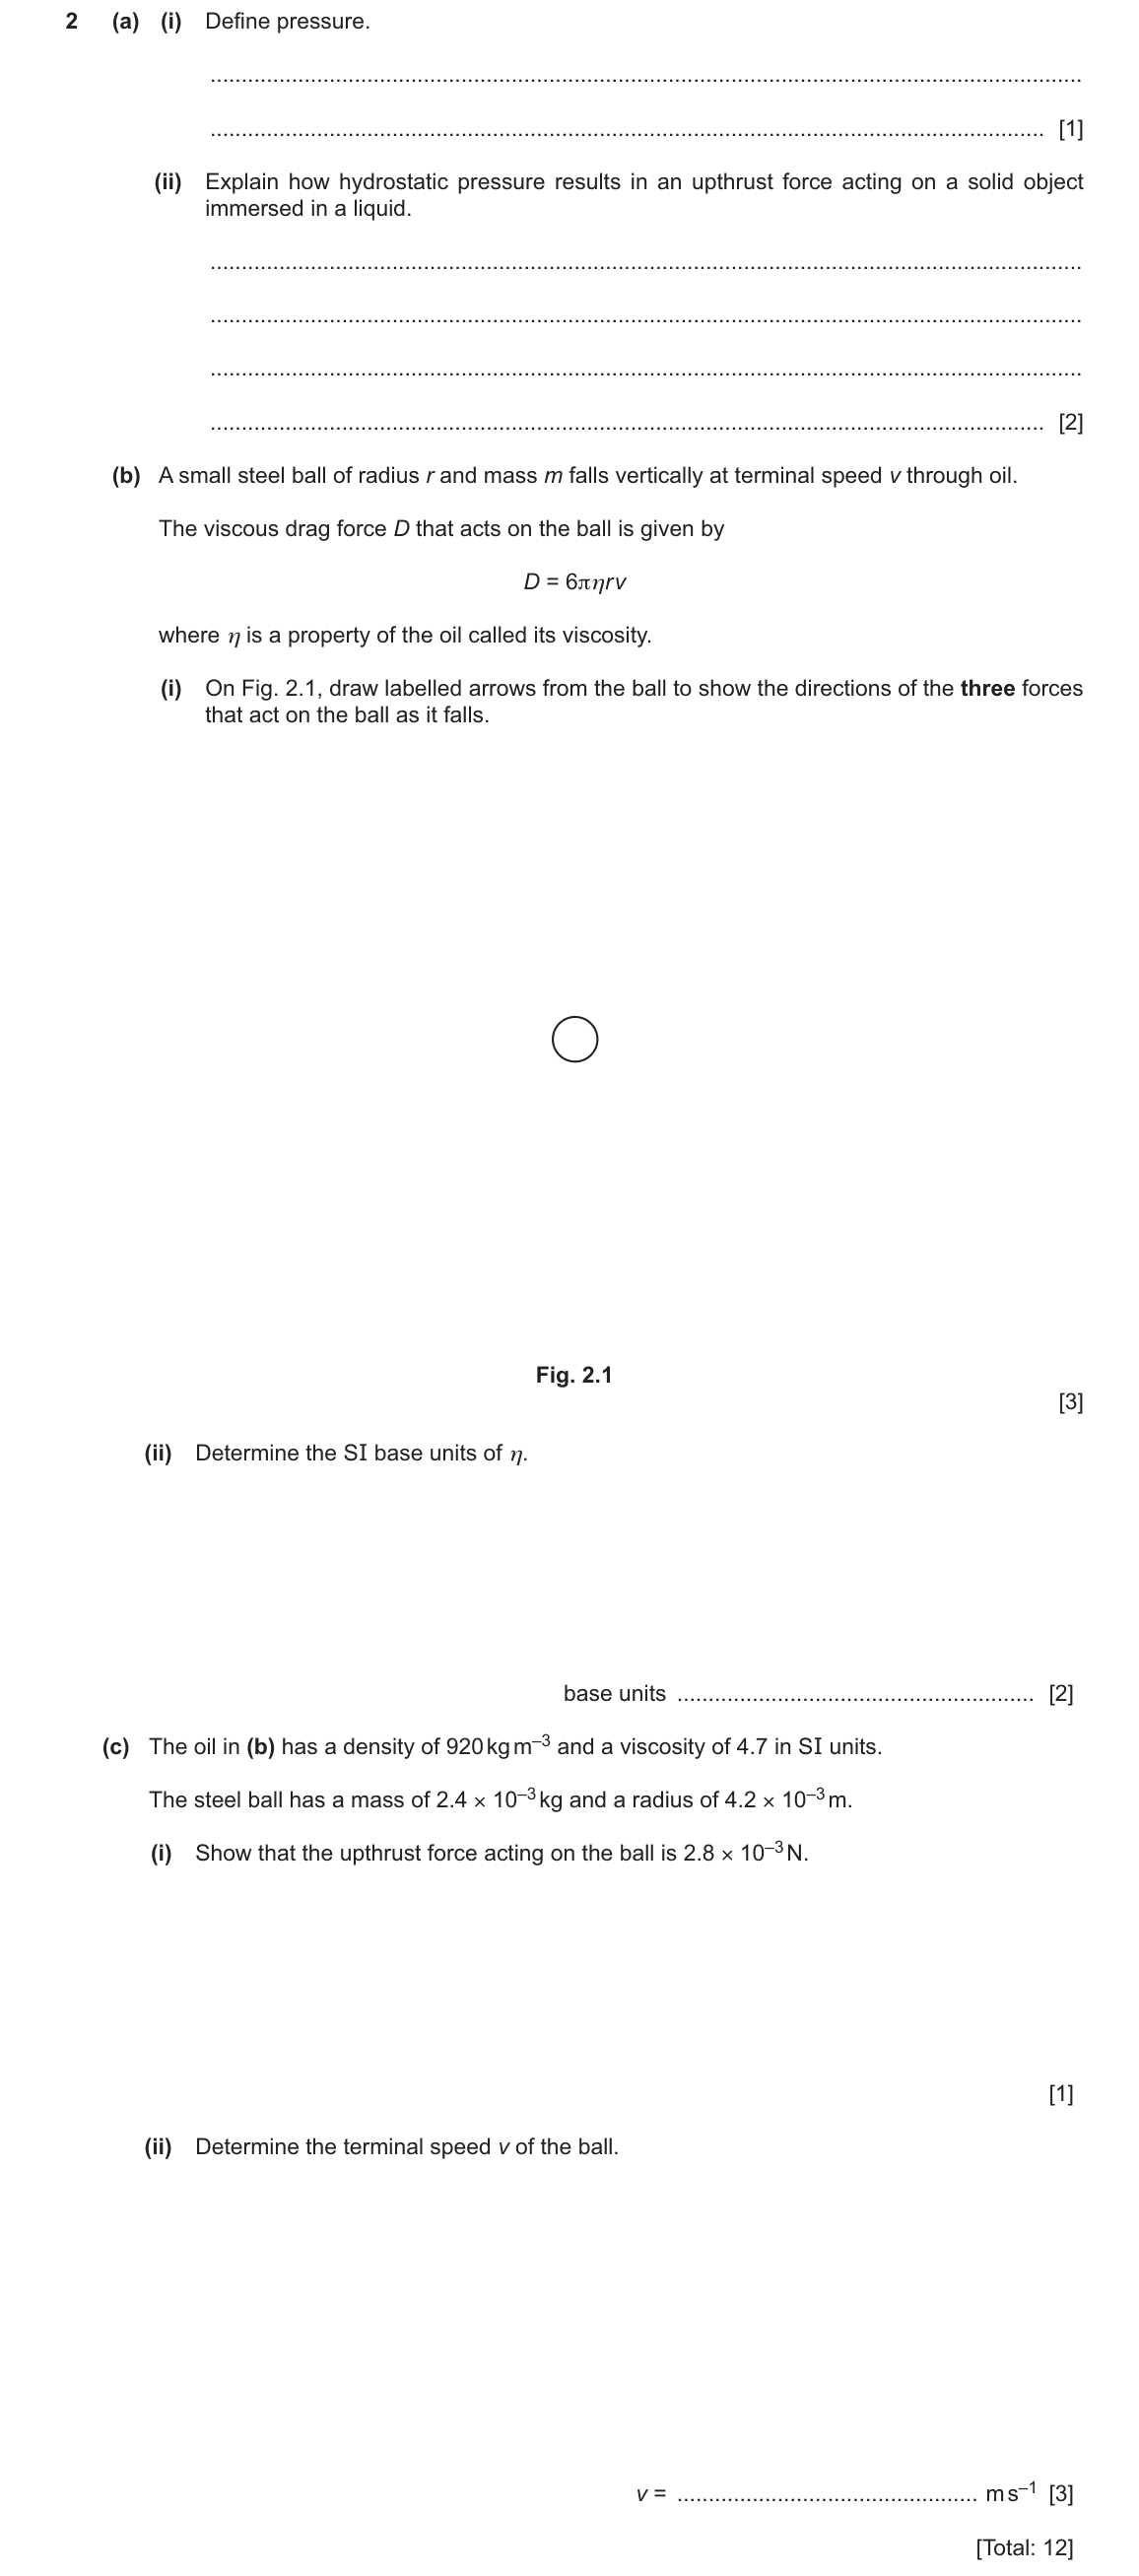 2 (a) (i) Define pressure.
..........................................................................................................................................
.................................................................................................................................... [1]
(ii) Explain how hydrostatic pressure results in an upthrust force acting on a solid object
immersed in a liquid.
..........................................................................................................................................
..........................................................................................................................................
..........................................................................................................................................
.................................................................................................................................... [2]
(b) A small steel ball of radius r and mass m falls vertically at terminal speed v through oil.
The viscous drag force D that acts on the ball is given by
D = 6πηrv
where η is a property of the oil called its viscosity.
(i) On Fig. 2.1, draw labelled arrows from the ball to show the directions of the three forces
that act on the ball as it falls.
Fig. 2.1
[3]
(ii) Determine the SI base units of η.
base units ......................................................... [2]
(c) The oil in (b) has a density of 920 kg m⁻³ and a viscosity of 4.7 in SI units.
The steel ball has a mass of 2.4 × 10⁻³ kg and a radius of 4.2 × 10⁻³ m.
(i) Show that the upthrust force acting on the ball is 2.8 × 10⁻³ N.
[1]
(ii) Determine the terminal speed v of the ball.
v = ................................................ m s⁻¹ [3]
[Total: 12]